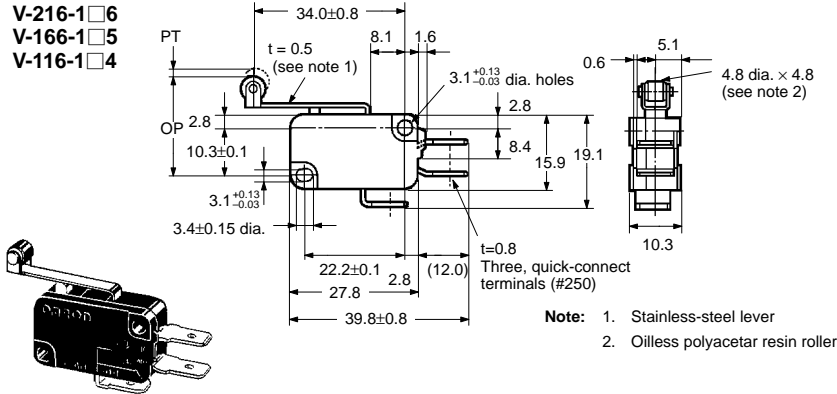 V-216-1□6
V-166-1□5
V-116-1□4
34.0±0.8
PT
t = 0.5
(see note 1)
8.1
1.6
3.1 +0.13 -0.03 dia. holes
2.8
OP
2.8
10.3±0.1
8.4
15.9
19.1
3.1 +0.13 -0.03
3.4±0.15 dia.
22.2±0.1
2.8
(12.0)
27.8
39.8±0.8
t=0.8
Three, quick-connect
terminals (#250)
0.6
5.1
4.8 dia. × 4.8
(see note 2)
10.3
Note: 1. Stainless-steel lever
2. Oilless polyacetar resin roller
omron